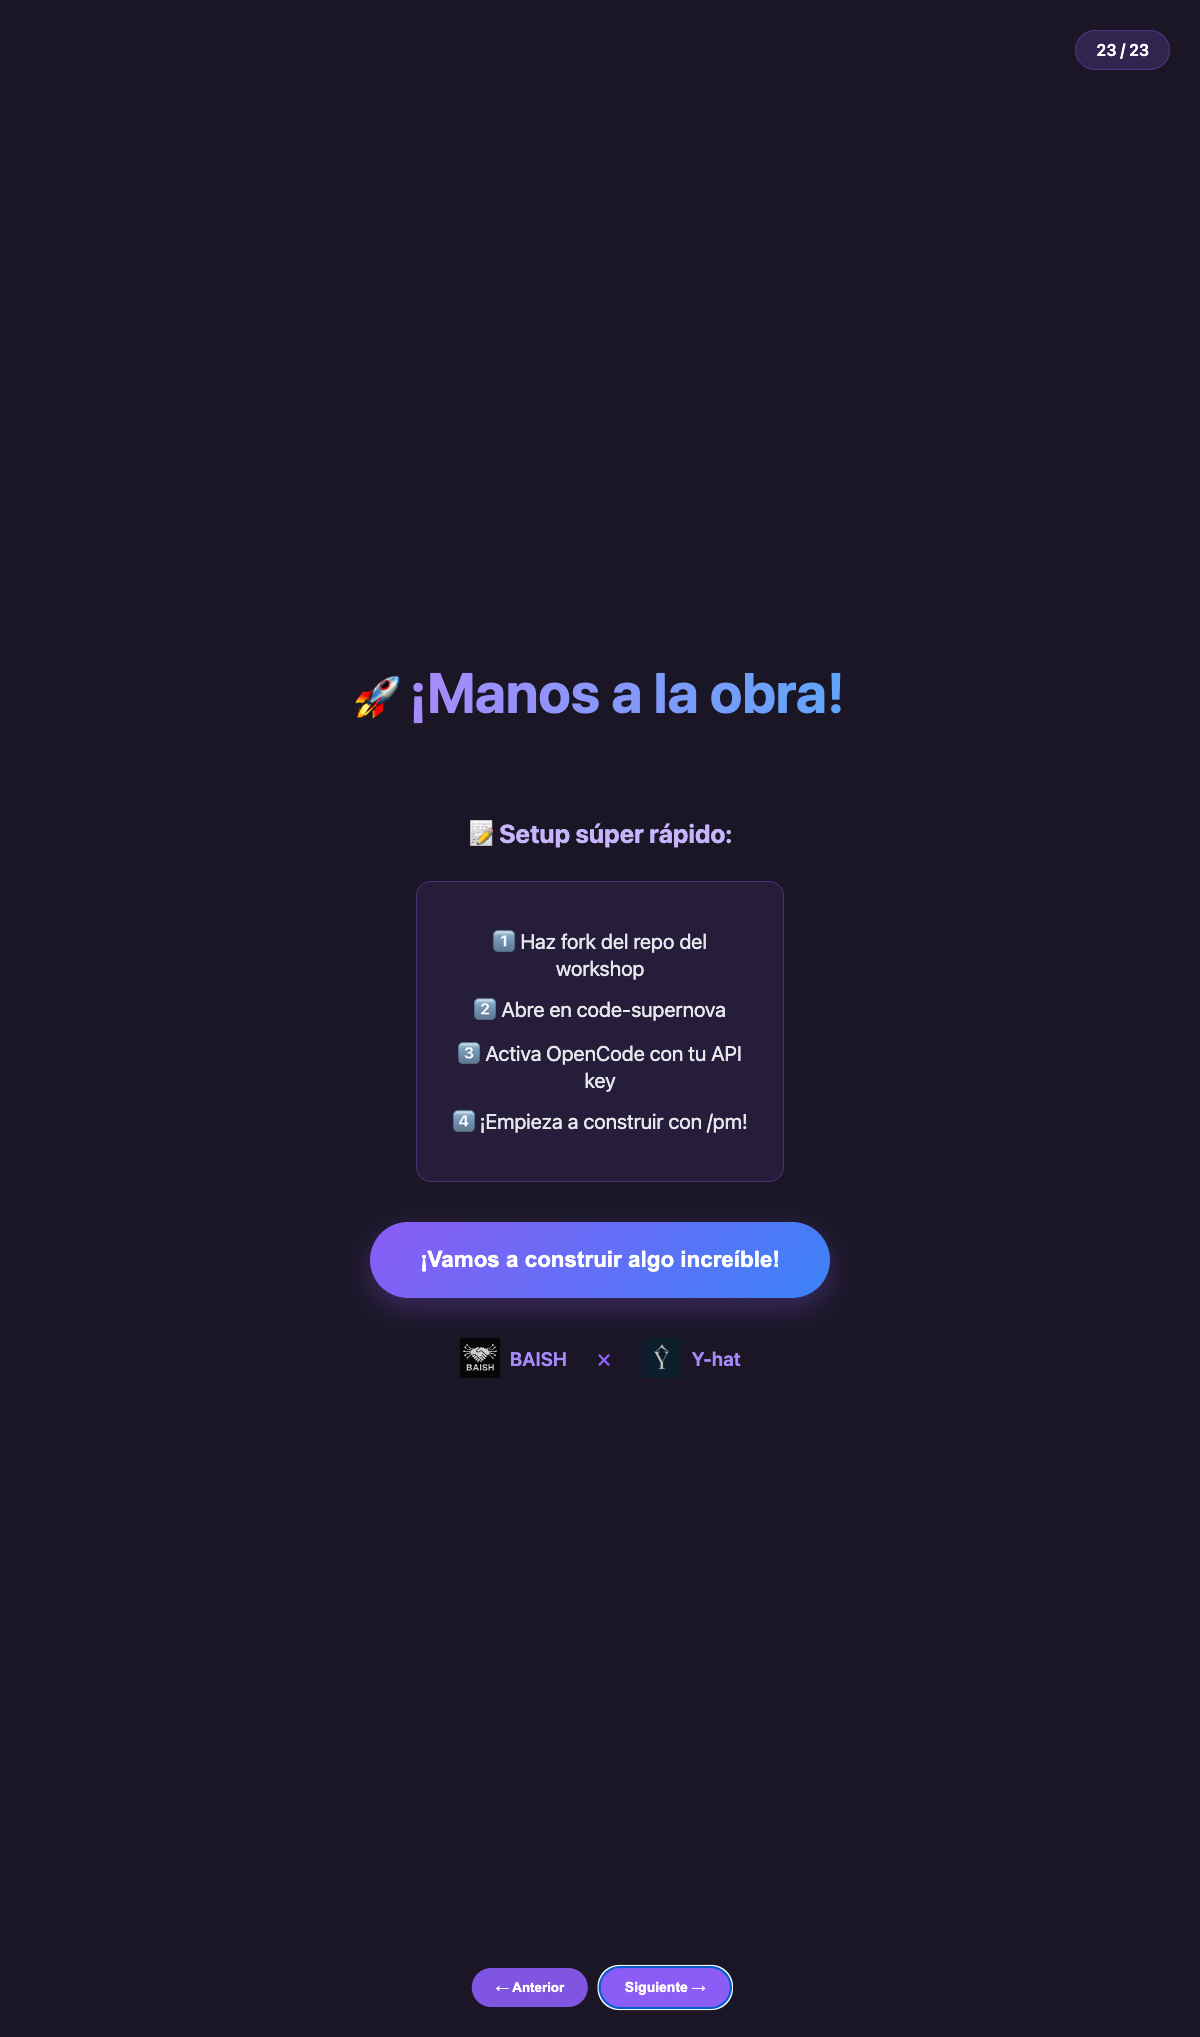 23 / 23
🚀 ¡Manos a la obra!
📝 Setup súper rápido:
1️⃣ Haz fork del repo del
workshop
2️⃣ Abre en code-supernova
3️⃣ Activa OpenCode con tu API
key
4️⃣ ¡Empieza a construir con /pm!
¡Vamos a construir algo increíble!
BAISH BAISH × Ŷ Y-hat
← Anterior Siguiente →